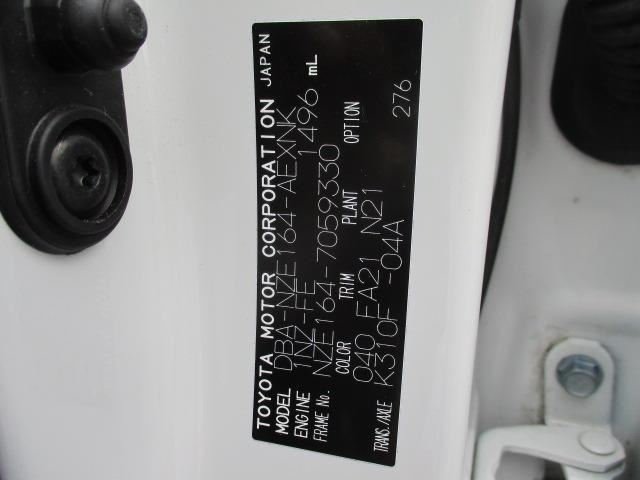 TOYOTA MOTOR CORPORATION JAPAN
MODEL DBA-NZE164-AEXNK
ENGINE 1NZ-FE 1496 mL
FRAME No. NZE164-7059330
COLOR TRIM PLANT OPTION
040 FA21 N21 276
TRANS./AXLE K310F -04A